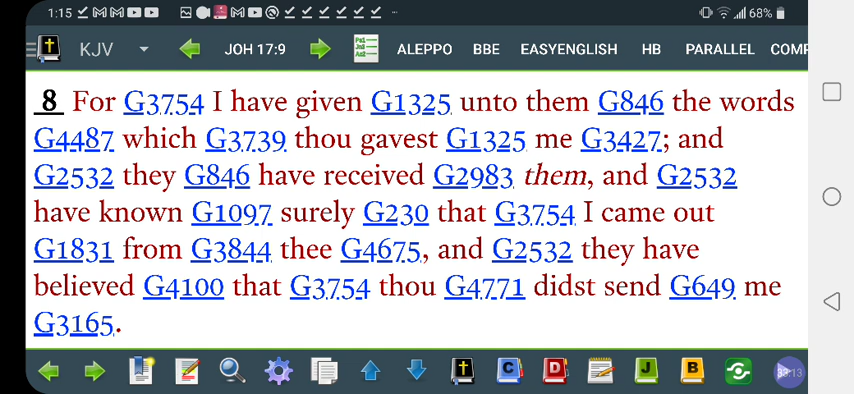 1:15 68%
KJV JOH 17:9 ALEPPO BBE EASYENGLISH HB PARALLEL
8 For G3754 I have given G1325 unto them G846 the words
G4487 which G3739 thou gavest G1325 me G3427; and
G2532 they G846 have received G2983 them, and G2532
have known G1097 surely G230 that G3754 I came out
G1831 from G3844 thee G4675, and G2532 they have
believed G4100 that G3754 thou G4771 didst send G649 me
G3165.
C D J B